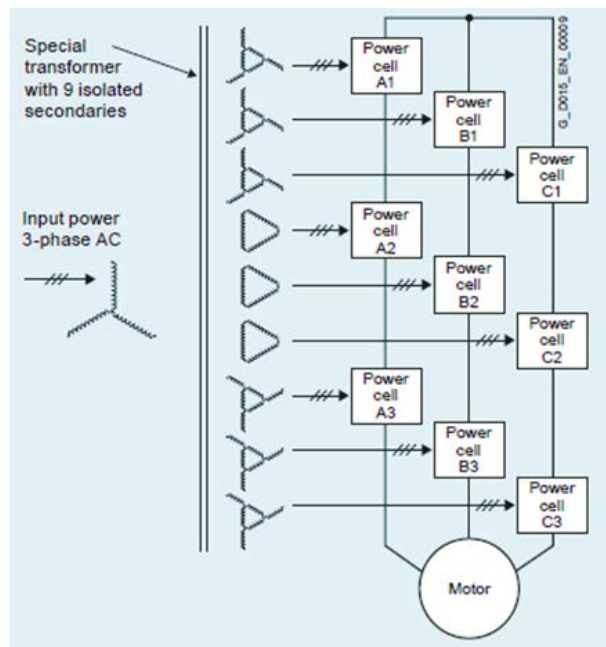 Special
transformer
with 9 isolated
secondaries
Input power
3-phase AC
Power
cell
A1
Power
cell
B1
Power
cell
C1
Power
cell
A2
Power
cell
B2
Power
cell
C2
Power
cell
A3
Power
cell
B3
Power
cell
C3
Motor
G_D015_EN_00009